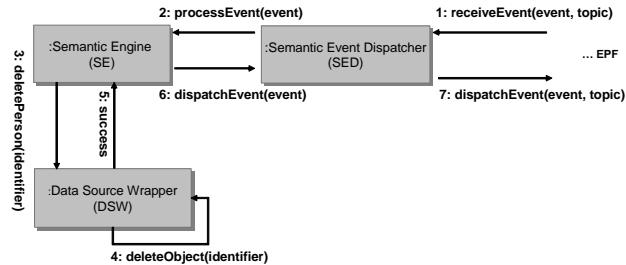 2: processEvent(event)
1: receiveEvent(event, topic)
:Semantic Engine
(SE)
:Semantic Event Dispatcher
(SED)
... EPF
3: deletePerson(identifier)
5: success
6: dispatchEvent(event)
7: dispatchEvent(event, topic)
:Data Source Wrapper
(DSW)
4: deleteObject(identifier)